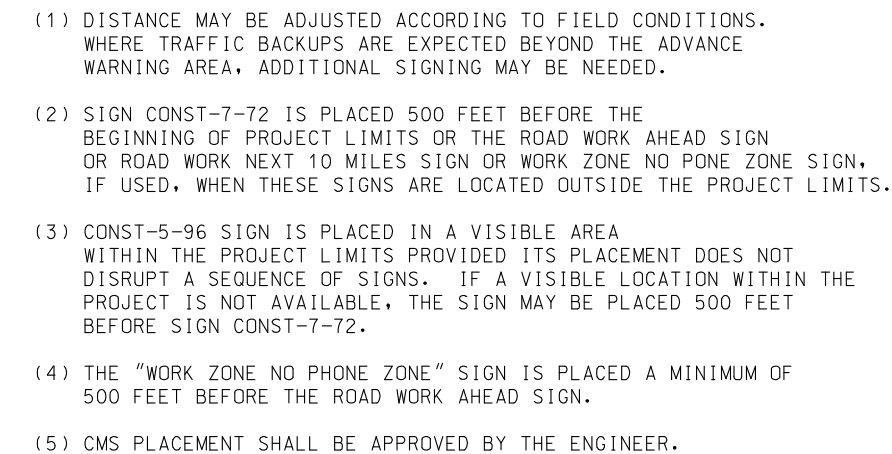 (1) DISTANCE MAY BE ADJUSTED ACCORDING TO FIELD CONDITIONS.
WHERE TRAFFIC BACKUPS ARE EXPECTED BEYOND THE ADVANCE
WARNING AREA, ADDITIONAL SIGNING MAY BE NEEDED.
(2) SIGN CONST-7-72 IS PLACED 500 FEET BEFORE THE
BEGINNING OF PROJECT LIMITS OR THE ROAD WORK AHEAD SIGN
OR ROAD WORK NEXT 10 MILES SIGN OR WORK ZONE NO PONE ZONE SIGN,
IF USED, WHEN THESE SIGNS ARE LOCATED OUTSIDE THE PROJECT LIMITS.
(3) CONST-5-96 SIGN IS PLACED IN A VISIBLE AREA
WITHIN THE PROJECT LIMITS PROVIDED ITS PLACEMENT DOES NOT
DISRUPT A SEQUENCE OF SIGNS. IF A VISIBLE LOCATION WITHIN THE
PROJECT IS NOT AVAILABLE, THE SIGN MAY BE PLACED 500 FEET
BEFORE SIGN CONST-7-72.
(4) THE "WORK ZONE NO PHONE ZONE" SIGN IS PLACED A MINIMUM OF
500 FEET BEFORE THE ROAD WORK AHEAD SIGN.
(5) CMS PLACEMENT SHALL BE APPROVED BY THE ENGINEER.